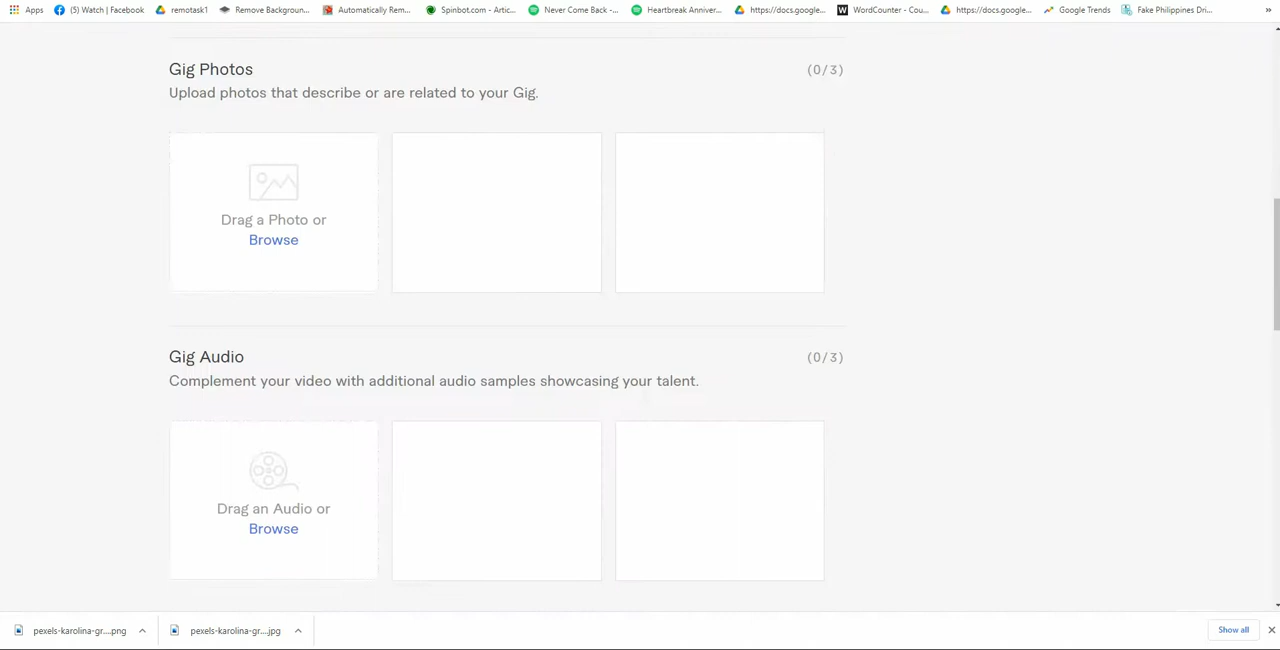 Apps (5) Watch | Facebook remotask1 Remove Backgroun... Automatically Rem... Spinbot.com - Artic... Never Come Back -... Heartbreak Anniver... https://docs.google... WordCounter - Cou... https://docs.google... Google Trends Fake Philippines Dri... »
Gig Photos (0/3)
Upload photos that describe or are related to your Gig.
Drag a Photo or
Browse
Gig Audio (0/3)
Complement your video with additional audio samples showcasing your talent.
Drag an Audio or
Browse
pexels-karolina-gr....png pexels-karolina-gr....jpg Show all